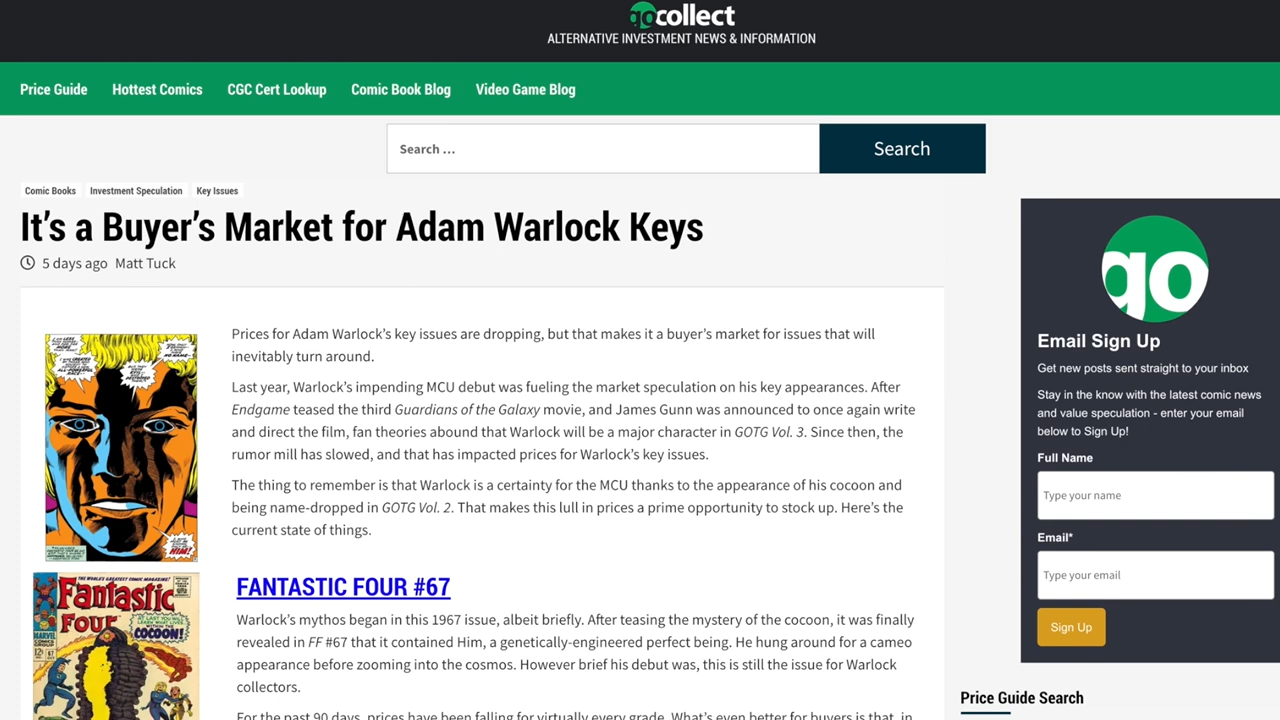 gocollect
ALTERNATIVE INVESTMENT NEWS & INFORMATION
Price Guide Hottest Comics CGC Cert Lookup Comic Book Blog Video Game Blog
Search ... Search
Comic Books Investment Speculation Key Issues
It's a Buyer's Market for Adam Warlock Keys
5 days ago Matt Tuck
Prices for Adam Warlock's key issues are dropping, but that makes it a buyer's market for issues that will
inevitably turn around.
Last year, Warlock's impending MCU debut was fueling the market speculation on his key appearances. After
Endgame teased the third Guardians of the Galaxy movie, and James Gunn was announced to once again write
and direct the film, fan theories abound that Warlock will be a major character in GOTG Vol. 3. Since then, the
rumor mill has slowed, and that has impacted prices for Warlock's key issues.
The thing to remember is that Warlock is a certainty for the MCU thanks to the appearance of his cocoon and
being name-dropped in GOTG Vol. 2. That makes this lull in prices a prime opportunity to stock up. Here's the
current state of things.
HIM!
THE WORLD'S GREATEST COMIC MAGAZINE!
Fantastic
Four
MARVEL
COMICS
GROUP
67
COCOON!
FANTASTIC FOUR #67
Warlock's mythos began in this 1967 issue, albeit briefly. After teasing the mystery of the cocoon, it was finally
revealed in FF #67 that it contained Him, a genetically-engineered perfect being. He hung around for a cameo
appearance before zooming into the cosmos. However brief his debut was, this is still the issue for Warlock
collectors.
For the past 90 days, prices have been falling for virtually every grade. What's even better for buyers is that, in
go
Email Sign Up
Get new posts sent straight to your inbox
Stay in the know with the latest comic news
and value speculation - enter your email
below to Sign Up!
Full Name
Type your name
Email*
Type your email
Sign Up
Price Guide Search